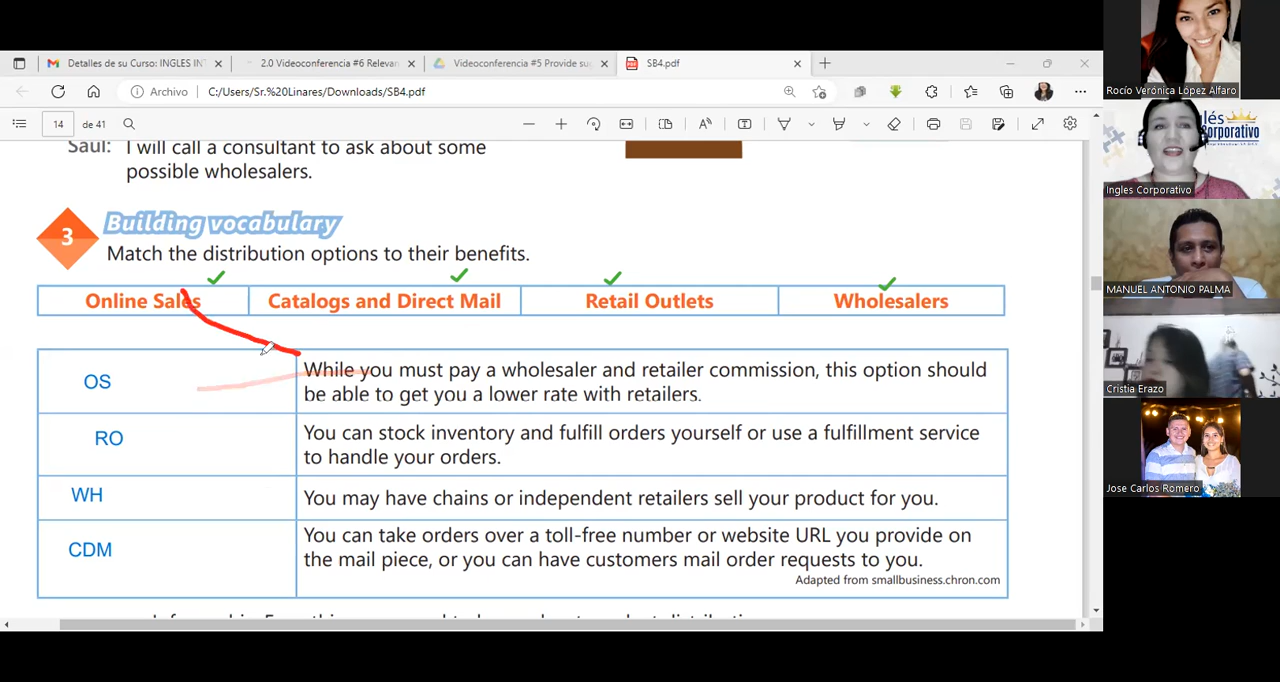 Detalles de su Curso: INGLES IN
2.0 Videoconferencia #6 Relevan
Videoconferencia #5 Provide su
SB4.pdf
Archivo
C:/Users/Sr.%20Linares/Downloads/SB4.pdf
14 de 41
Saul: I will call a consultant to ask about some
possible wholesalers.
3
Building vocabulary
Match the distribution options to their benefits.
Online Sales
Catalogs and Direct Mail
Retail Outlets
Wholesalers
OS
While you must pay a wholesaler and retailer commission, this option should
be able to get you a lower rate with retailers.
RO
You can stock inventory and fulfill orders yourself or use a fulfillment service
to handle your orders.
WH
You may have chains or independent retailers sell your product for you.
CDM
You can take orders over a toll-free number or website URL you provide on
the mail piece, or you can have customers mail order requests to you.
Adapted from smallbusiness.chron.com
Rocío Verónica López Alfaro
Ingles Corporativo
MANUEL ANTONIO PALMA
Cristia Erazo
Jose Carlos Romero